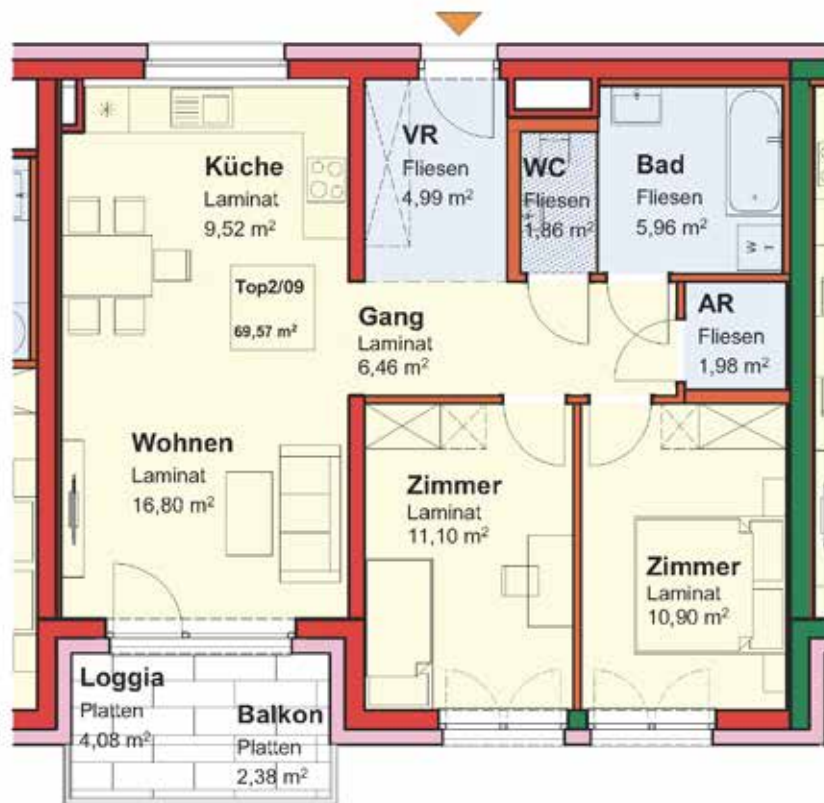 Küche
Laminat
9,52 m²
VR
Fliesen
4,99 m²
WC
Fliesen
1,86 m²
Bad
Fliesen
5,96 m²
W T
Top2/09
69,57 m²
Gang
Laminat
6,46 m²
AR
Fliesen
1,98 m²
Wohnen
Laminat
16,80 m²
Zimmer
Laminat
11,10 m²
Zimmer
Laminat
10,90 m²
Loggia
Platten
4,08 m²
Balkon
Platten
2,38 m²